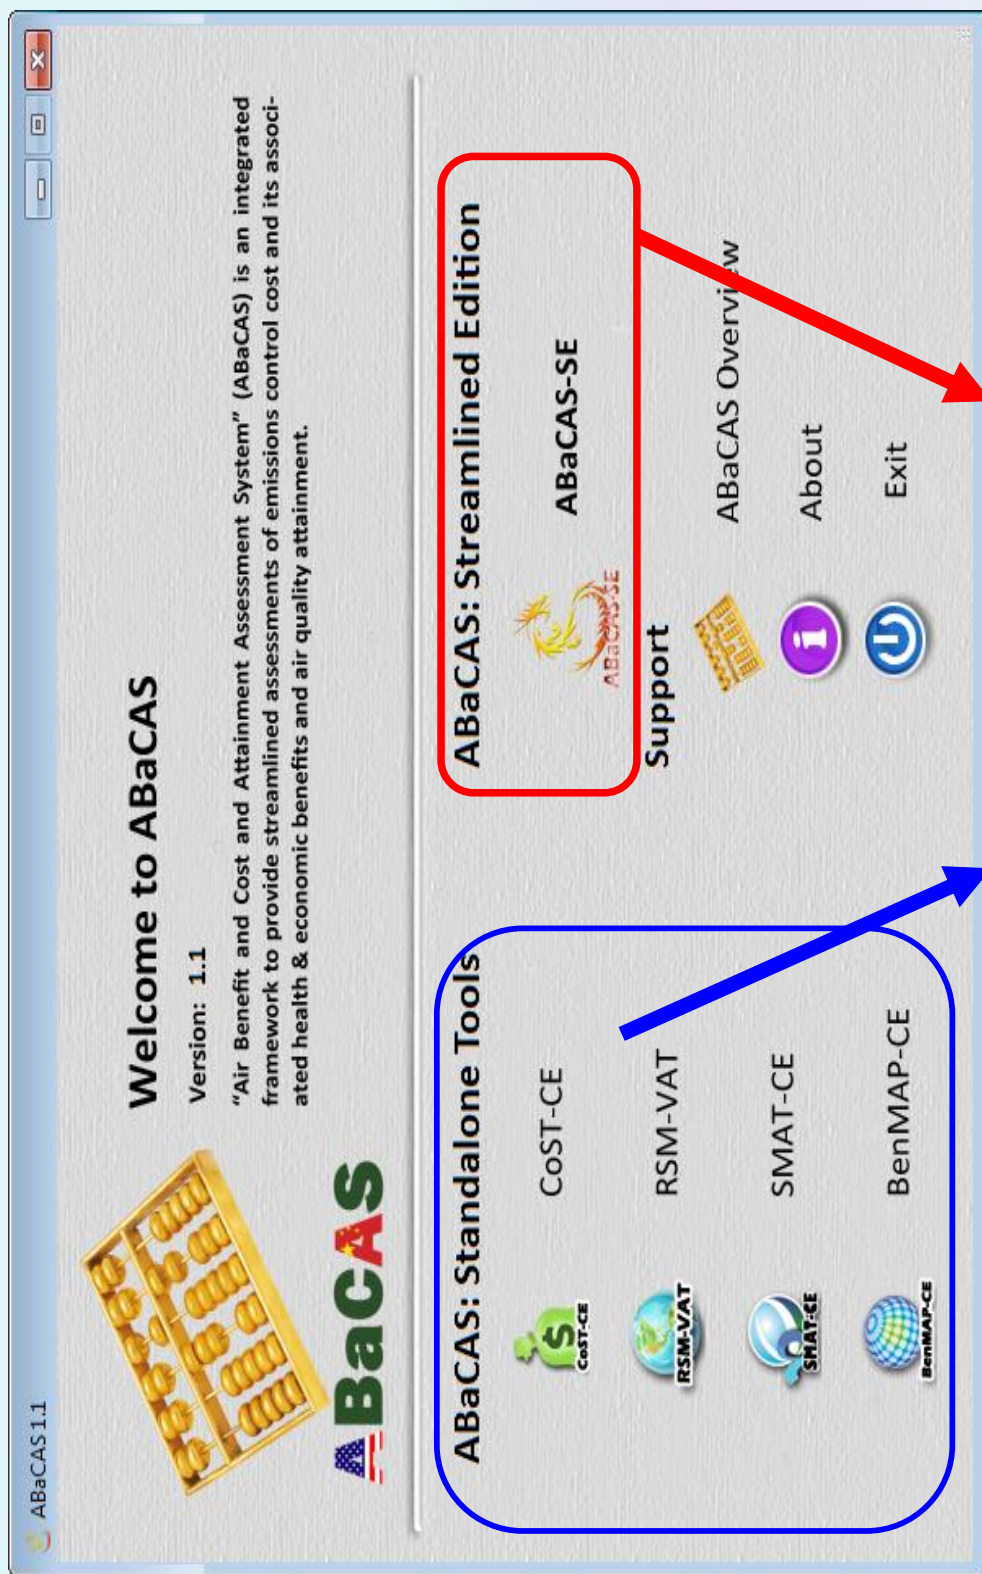 ABaCAS 1.1
Welcome to ABaCAS
Version: 1.1
“Air Benefit and Cost and Attainment Assessment System” (ABaCAS) is an integrated
framework to provide streamlined assessments of emissions control cost and its associ-
ated health & economic benefits and air quality attainment.
ABaCAS
ABaCAS: Standalone Tools
CoST-CE
CoST-CE
RSM-VAT
RSM-VAT
SMAT-CE
SMAT-CE
BenMAP-CE
BenMAP-CE
ABaCAS: Streamlined Edition
ABaCAS-SE
ABaCAS-SE
Support
ABaCAS Overview
About
Exit